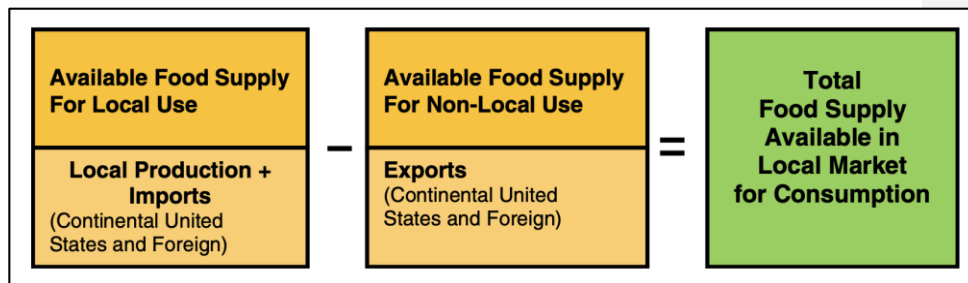 Available Food Supply
For Local Use
Local Production +
Imports
(Continental United
States and Foreign)
–
Available Food Supply
For Non-Local Use
Exports
(Continental United
States and Foreign)
=
Total
Food Supply
Available in
Local Market
for Consumption